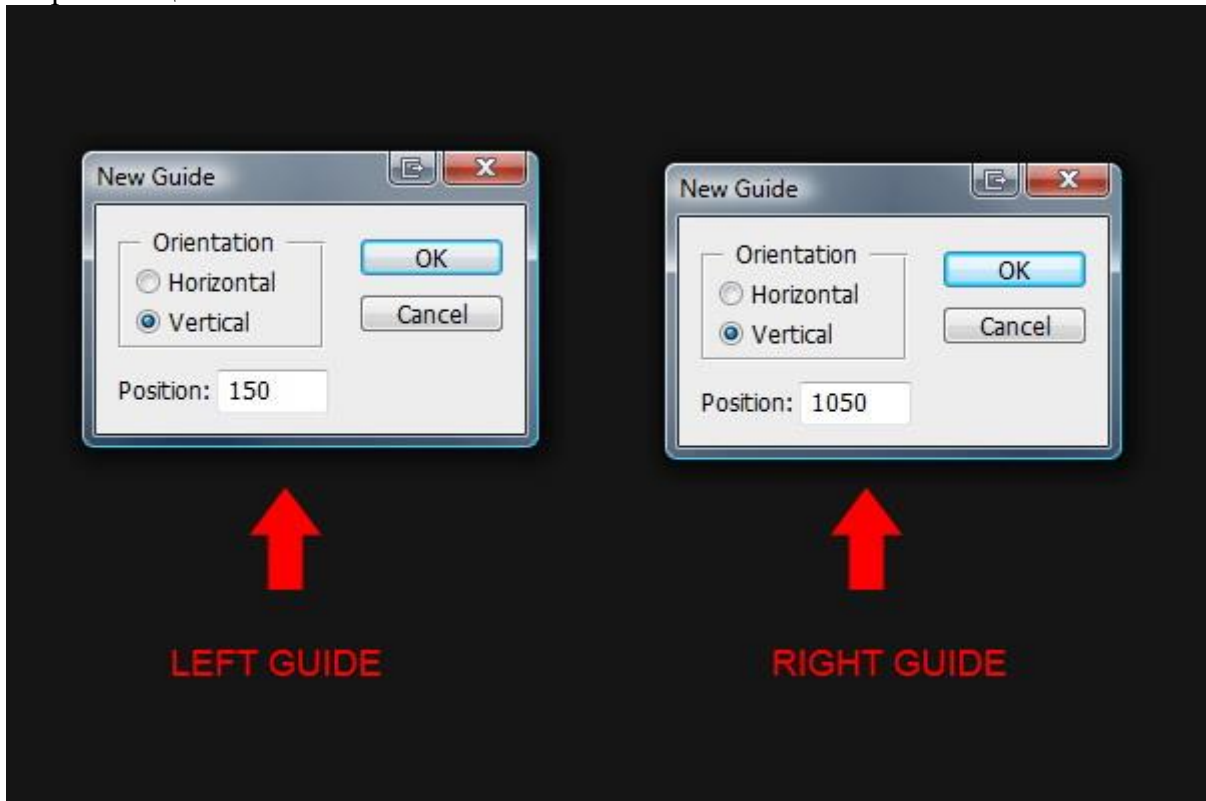 New Guide
Orientation
Horizontal
Vertical
OK
Cancel
Position: 150
LEFT GUIDE
New Guide
Orientation
Horizontal
Vertical
OK
Cancel
Position: 1050
RIGHT GUIDE